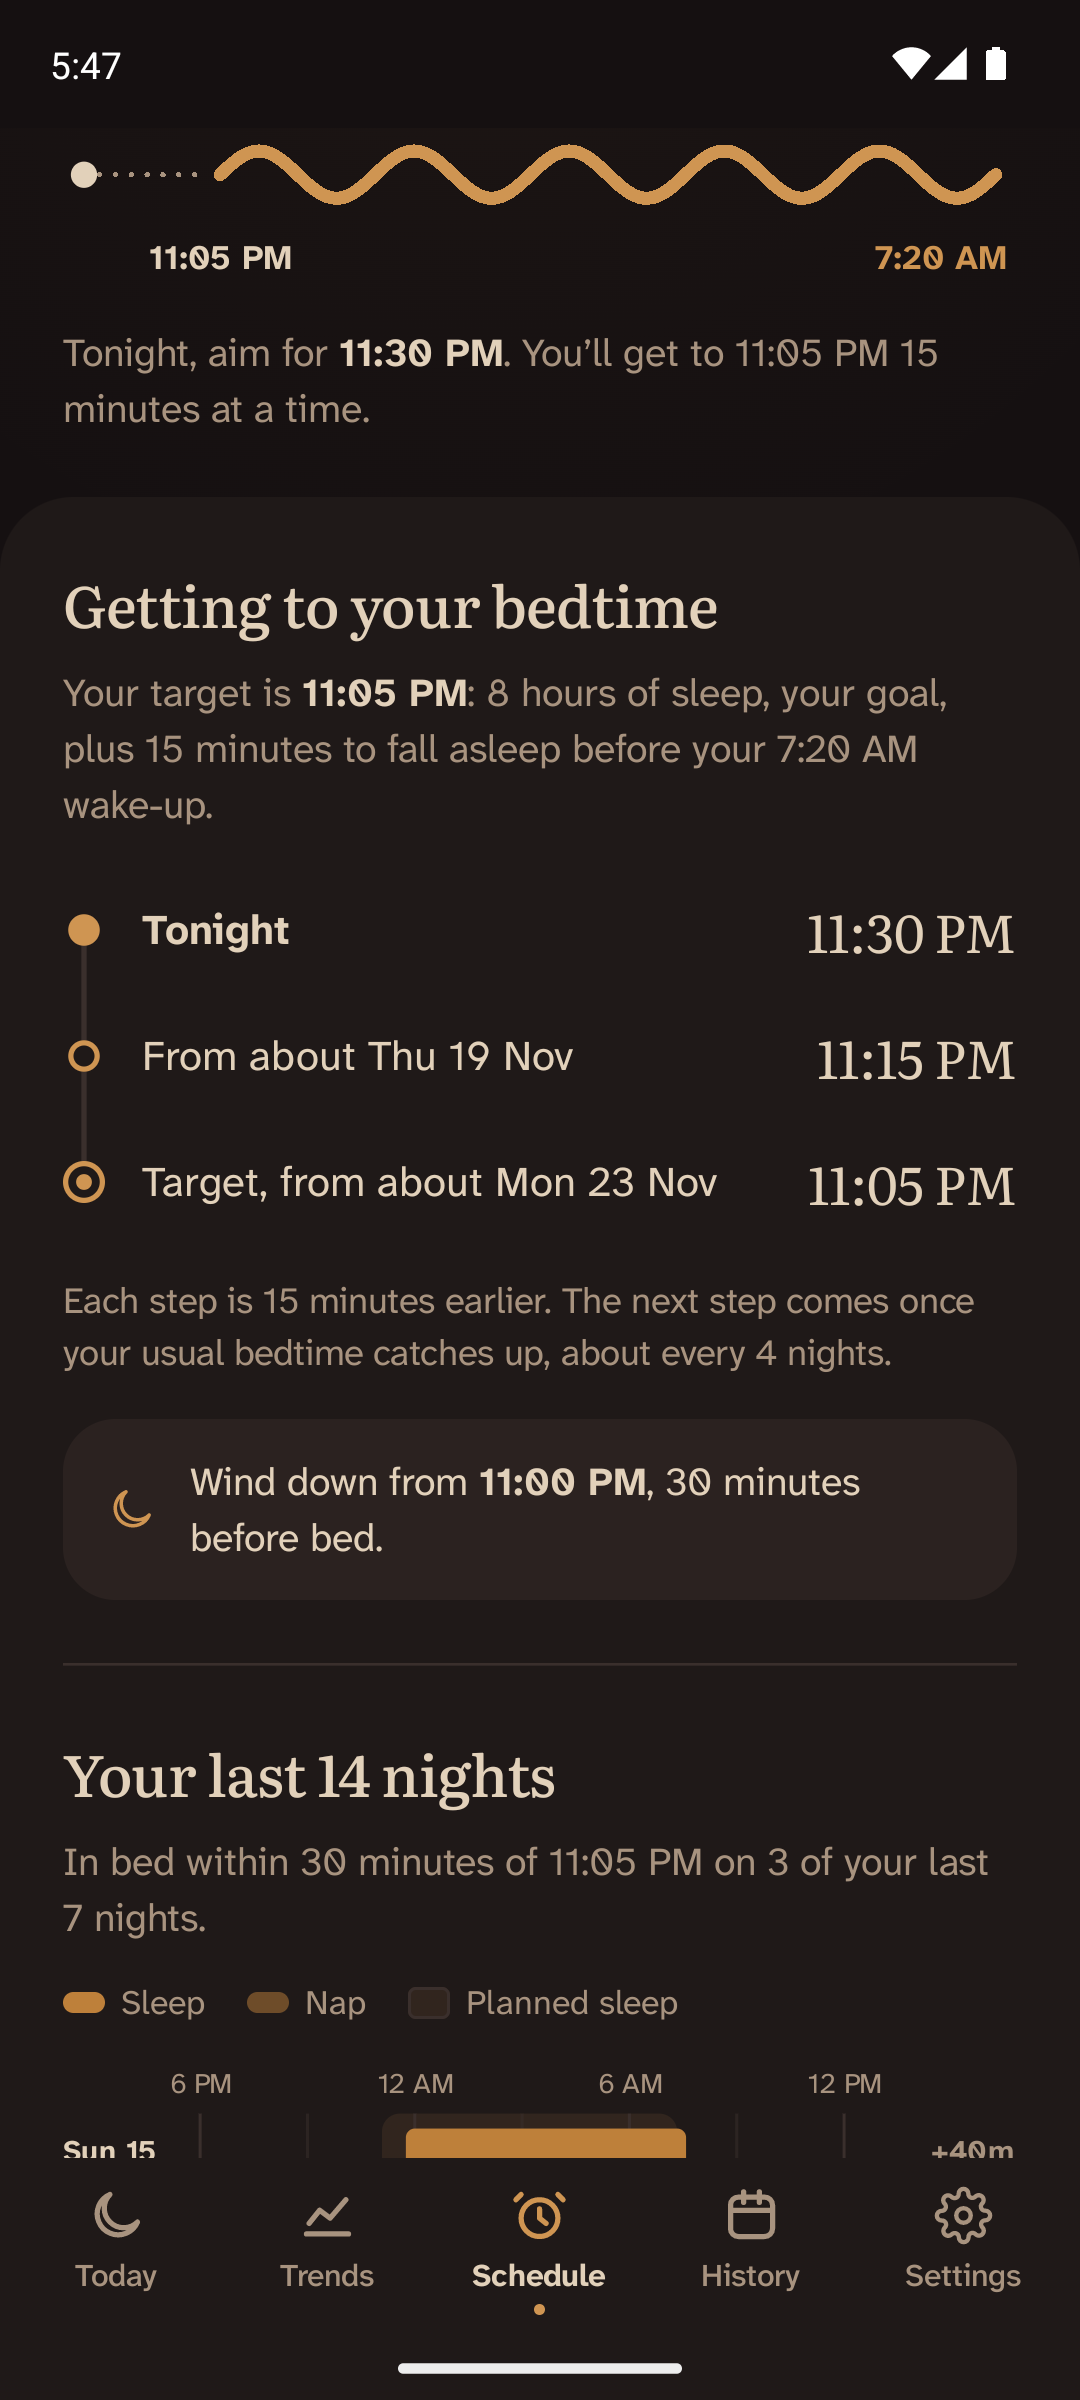 5:47
11:05 PM
7:20 AM
Tonight, aim for 11:30 PM. You’ll get to 11:05 PM 15
minutes at a time.
Getting to your bedtime
Your target is 11:05 PM: 8 hours of sleep, your goal,
plus 15 minutes to fall asleep before your 7:20 AM
wake-up.
Tonight 11:30 PM
From about Thu 19 Nov 11:15 PM
Target, from about Mon 23 Nov 11:05 PM
Each step is 15 minutes earlier. The next step comes once
your usual bedtime catches up, about every 4 nights.
Wind down from 11:00 PM, 30 minutes
before bed.
Your last 14 nights
In bed within 30 minutes of 11:05 PM on 3 of your last
7 nights.
Sleep Nap Planned sleep
6 PM 12 AM 6 AM 12 PM
Sun 15 +40m
Today Trends Schedule History Settings